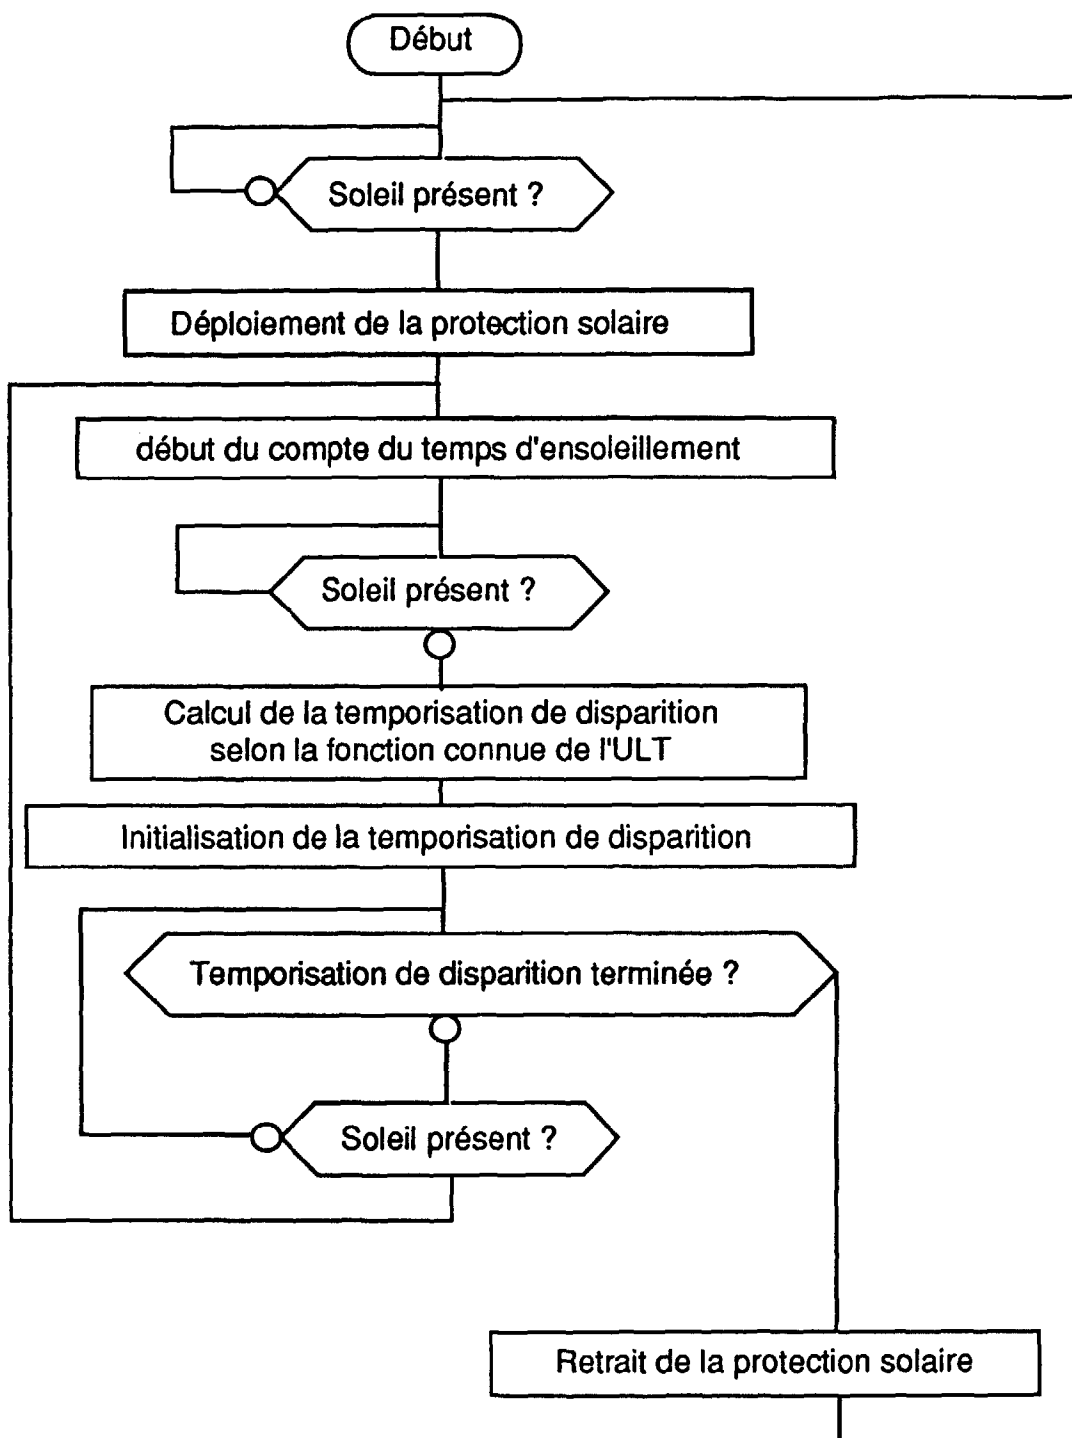 Début
Soleil présent ?
Déploiement de la protection solaire
début du compte du temps d'ensoleillement
Soleil présent ?
Calcul de la temporisation de disparition
selon la fonction connue de l'ULT
Initialisation de la temporisation de disparition
Temporisation de disparition terminée ?
Soleil présent ?
Retrait de la protection solaire